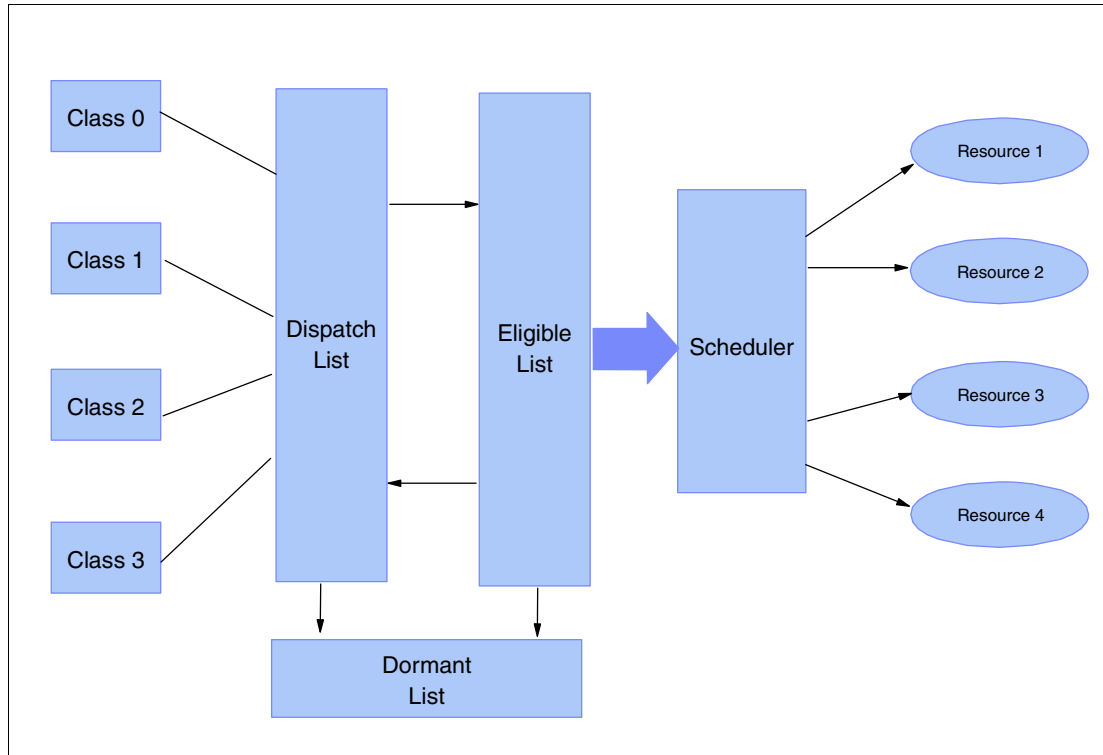 Class 0
Class 1
Class 2
Class 3
Dispatch
List
Eligible
List
Scheduler
Resource 1
Resource 2
Resource 3
Resource 4
Dormant
List